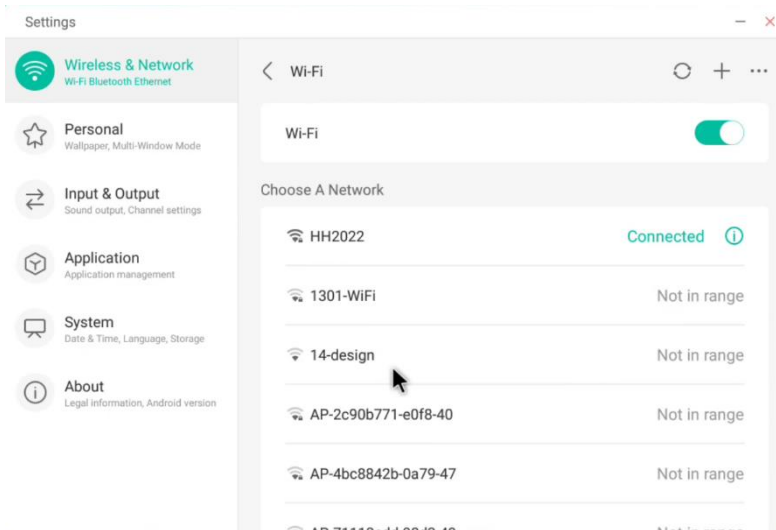 Settings
Wireless & Network
Wi-Fi Bluetooth Ethernet
Personal
Wallpaper, Multi-Window Mode
Input & Output
Sound output, Channel settings
Application
Application management
System
Date & Time, Language, Storage
About
Legal information, Android version
Wi-Fi
Wi-Fi
Choose A Network
HH2022 Connected
1301-WiFi Not in range
14-design Not in range
AP-2c90b771-e0f8-40 Not in range
AP-4bc8842b-0a79-47 Not in range